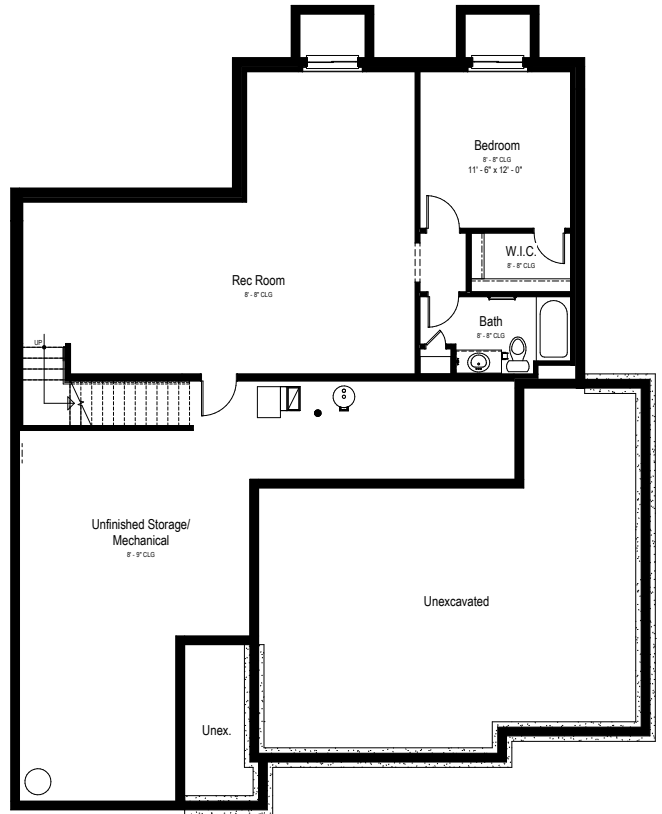 Bedroom
8' - 8" CLG
11' - 6" x 12' - 0"
W.I.C.
8' - 8" CLG
Rec Room
8' - 8" CLG
Bath
8' - 8" CLG
UP
Unfinished Storage/
Mechanical
8' - 9" CLG
Unexcavated
Unex.